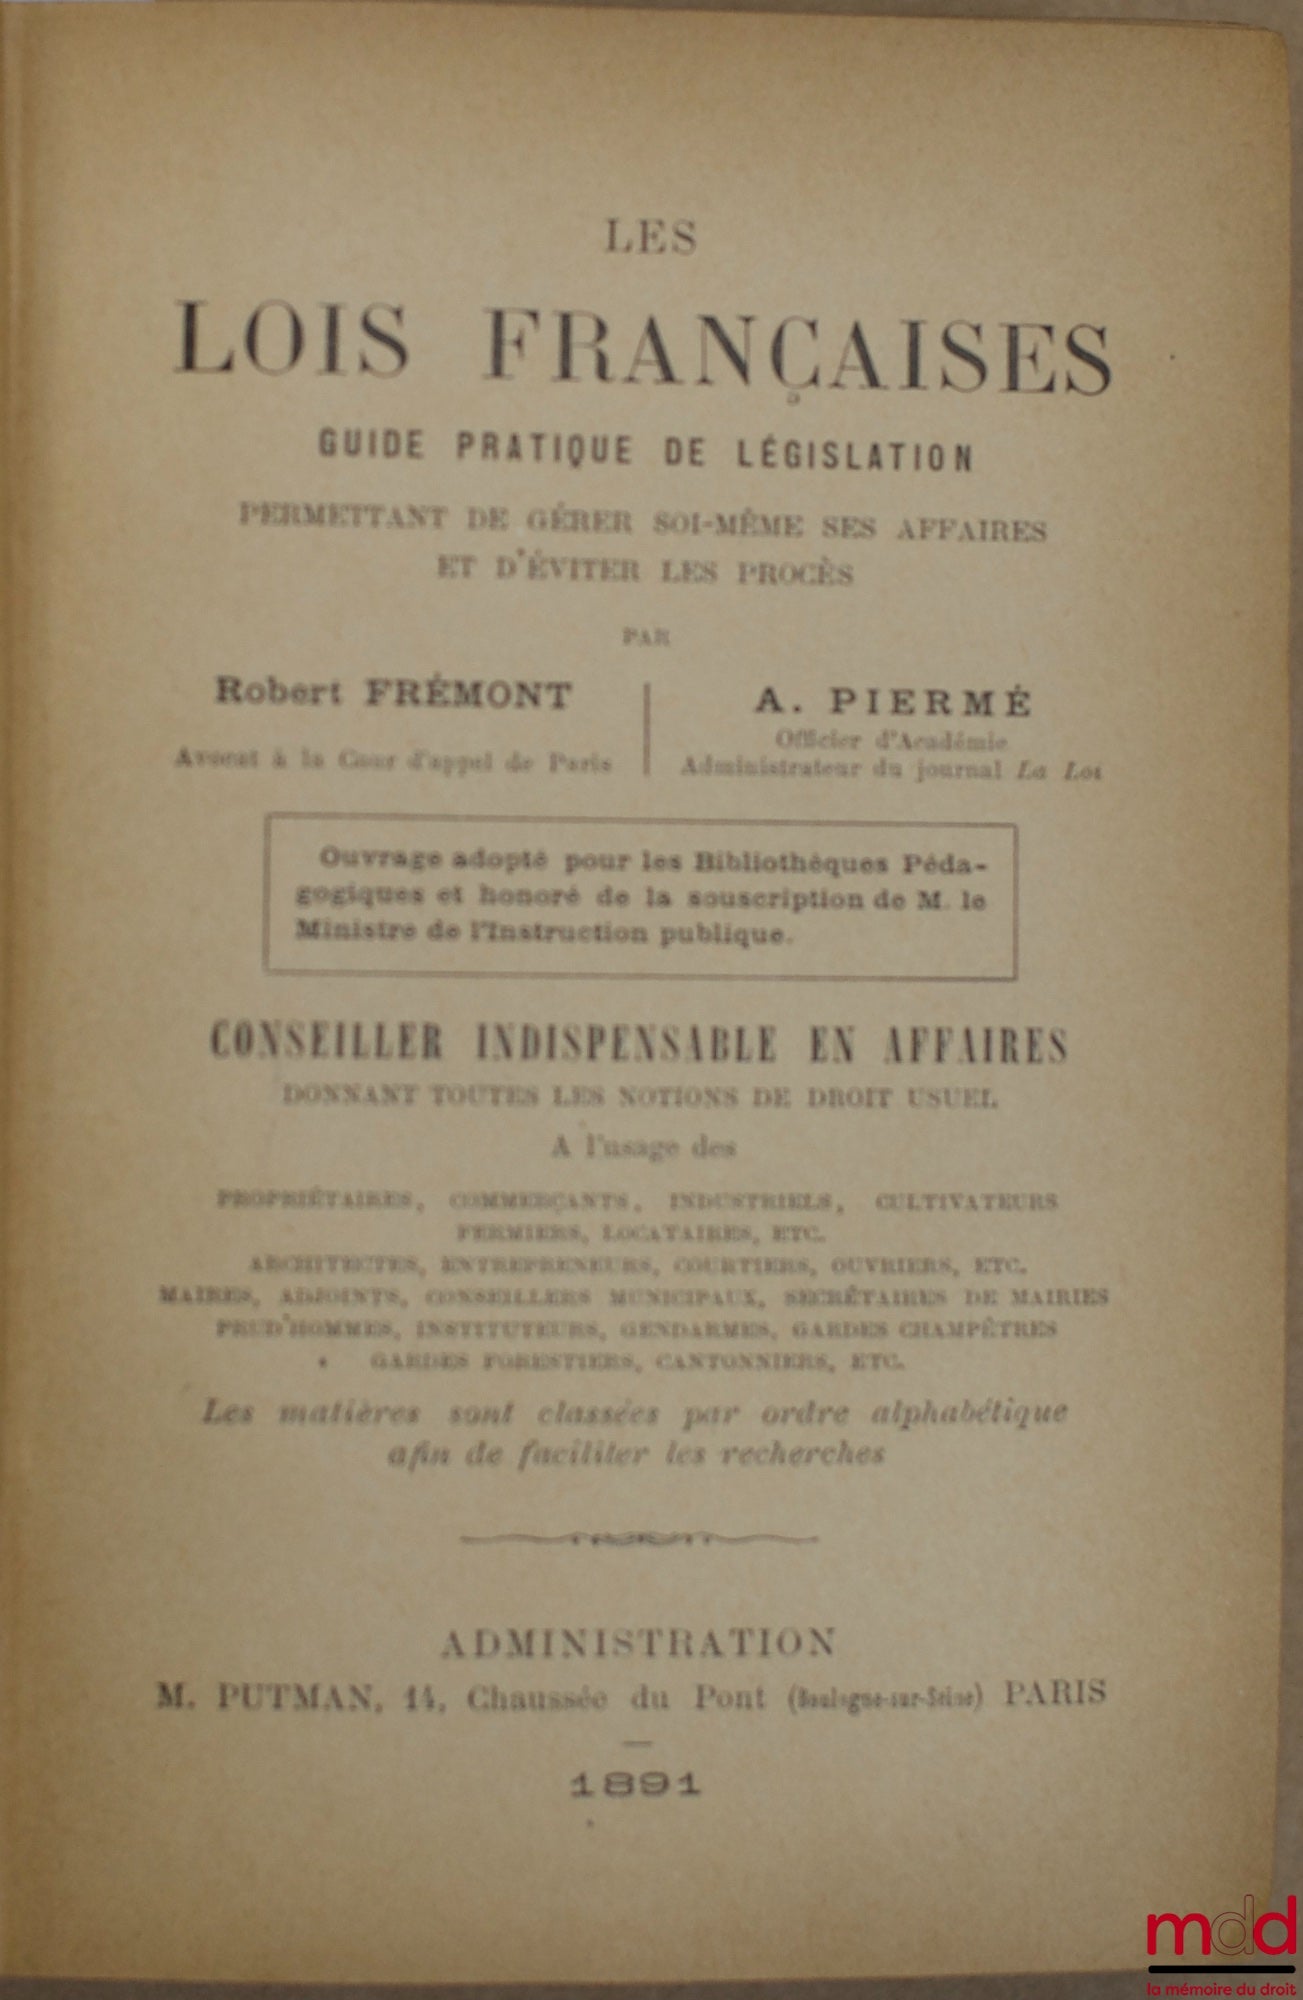 LES
LOIS FRANÇAISES
GUIDE PRATIQUE DE LÉGISLATION
PERMETTANT DE GÉRER SOI-MÊME SES AFFAIRES
ET D'ÉVITER LES PROCÈS
PAR
Robert FRÉMONT
Avocat à la Cour d'appel de Paris
A. PIERMÉ
Officier d'Académie
Administrateur du journal La Loi
Ouvrage adopté pour les Bibliothèques Péda-
gogiques et honoré de la souscription de M. le
Ministre de l'Instruction publique.
CONSEILLER INDISPENSABLE EN AFFAIRES
DONNANT TOUTES LES NOTIONS DE DROIT USUEL
A l'usage des
PROPRIÉTAIRES, COMMERÇANTS, INDUSTRIELS, CULTIVATEURS
FERMIERS, LOCATAIRES, ETC.
ARCHITECTES, ENTREPRENEURS, COURTIERS, OUVRIERS, ETC.
MAIRES, ADJOINTS, CONSEILLERS MUNICIPAUX, SECRÉTAIRES DE MAIRIES
PRUD'HOMMES, INSTITUTEURS, GENDARMES, GARDES CHAMPÊTRES
GARDES FORESTIERS, CANTONNIERS, ETC.
Les matières sont classées par ordre alphabétique
afin de faciliter les recherches
ADMINISTRATION
M. PUTMAN, 14, Chaussée du Pont (Boulogne-sur-Seine) PARIS
1891
mdd
la mémoire du droit